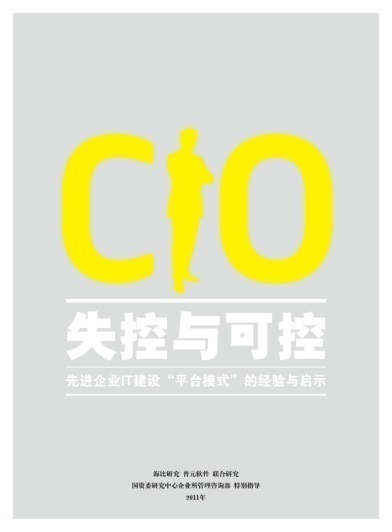 CIO
失控与可控
先进企业IT建设“平台模式”的经验与启示
海比研究 普元软件 联合研究
国资委研究中心企业所管理咨询部 特别指导
2011年